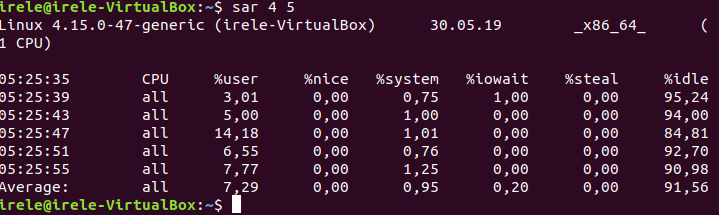 irele@irele-VirtualBox:~$ sar 4 5
Linux 4.15.0-47-generic (irele-VirtualBox) 30.05.19 _x86_64_ (
1 CPU)
05:25:35 CPU %user %nice %system %iowait %steal %idle
05:25:39 all 3,01 0,00 0,75 1,00 0,00 95,24
05:25:43 all 5,00 0,00 1,00 0,00 0,00 94,00
05:25:47 all 14,18 0,00 1,01 0,00 0,00 84,81
05:25:51 all 6,55 0,00 0,76 0,00 0,00 92,70
05:25:55 all 7,77 0,00 1,25 0,00 0,00 90,98
Average: all 7,29 0,00 0,95 0,20 0,00 91,56
irele@irele-VirtualBox:~$